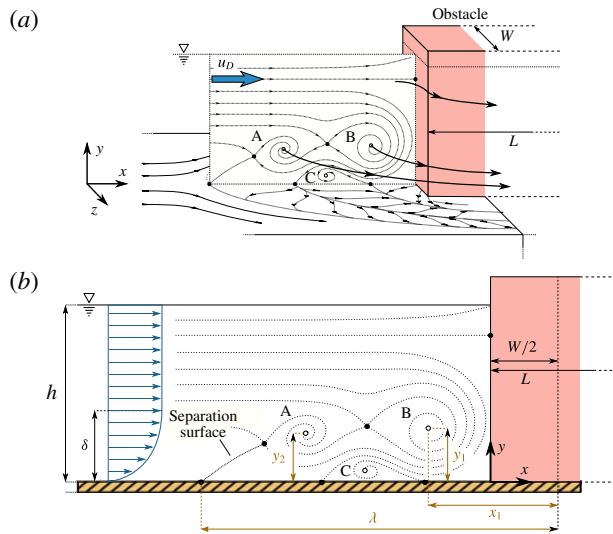 (a)
Obstacle
W
u_D
A
B
L
C
y
x
z
(b)
h
δ
W/2
L
A
B
Separation
surface
y_2
y_1
C
y
x
x_1
λ